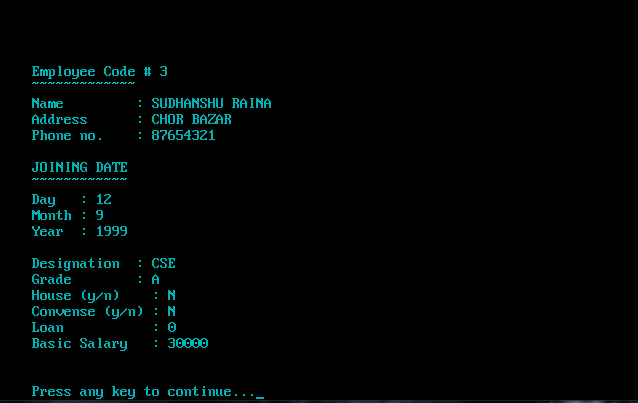 Employee Code # 3
~~~~~~~~~~~~~
Name         : SUDHANSHU RAINA
Address      : CHOR BAZAR
Phone no.    : 87654321
JOINING DATE
~~~~~~~~~~~~
Day   : 12
Month : 9
Year  : 1999
Designation  : CSE
Grade        : A
House (y/n)    : N
Convense (y/n) : N
Loan           : 0
Basic Salary   : 30000
Press any key to continue..._